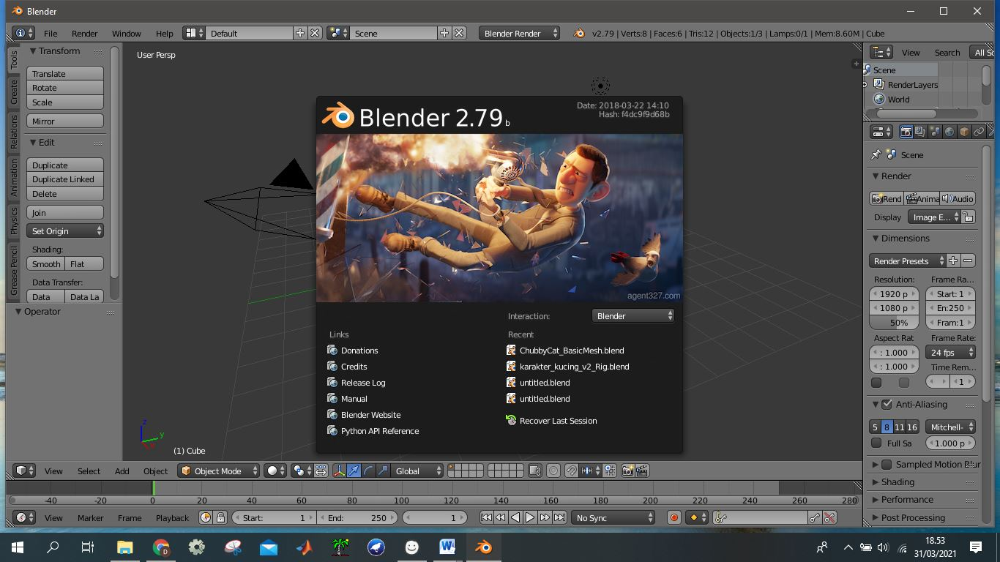 Blender
File Render Window Help Default Scene Blender Render v2.79 | Verts:8 | Faces:6 | Tris:12 | Objects:1/3 | Lamps:0/1 | Mem:8.60M | Cube
Tools
Create
Relations
Animation
Physics
Grease Pencil
Transform
Translate
Rotate
Scale
Mirror
Edit
Duplicate
Duplicate Linked
Delete
Join
Set Origin
Shading:
Smooth Flat
Data Transfer:
Data Data La
Operator
User Persp
Blender 2.79 b
Date: 2018-03-22 14:10
Hash: f4dc9f9d68b
agent327.com
Interaction: Blender
Links
Donations
Credits
Release Log
Manual
Blender Website
Python API Reference
Recent
ChubbyCat_BasicMesh.blend
karakter_kucing_v2_Rig.blend
untitled.blend
untitled.blend
Recover Last Session
z
y
(1) Cube
View Search All Sc
Scene
RenderLayers
World
Scene
Render
Rend Anima Audio
Display Image E...
Dimensions
Render Presets
Resolution: Frame Ra...
1920 p Start: 1
1080 p En:250
50% Fram:1
Aspect Rat Frame Rate:
: 1.000 24 fps
: 1.000 Time Rem...
1
Anti-Aliasing
5 8 11 16 Mitchell-
Full Sa 1.000 p
Sampled Motion Blur
Shading
Performance
Post Processing
View Select Add Object Object Mode Global
-40 -20 0 20 40 60 80 100 120 140 160 180 200 220 240 260 280
View Marker Frame Playback Start: 1 End: 250 1 No Sync
18.53
31/03/2021